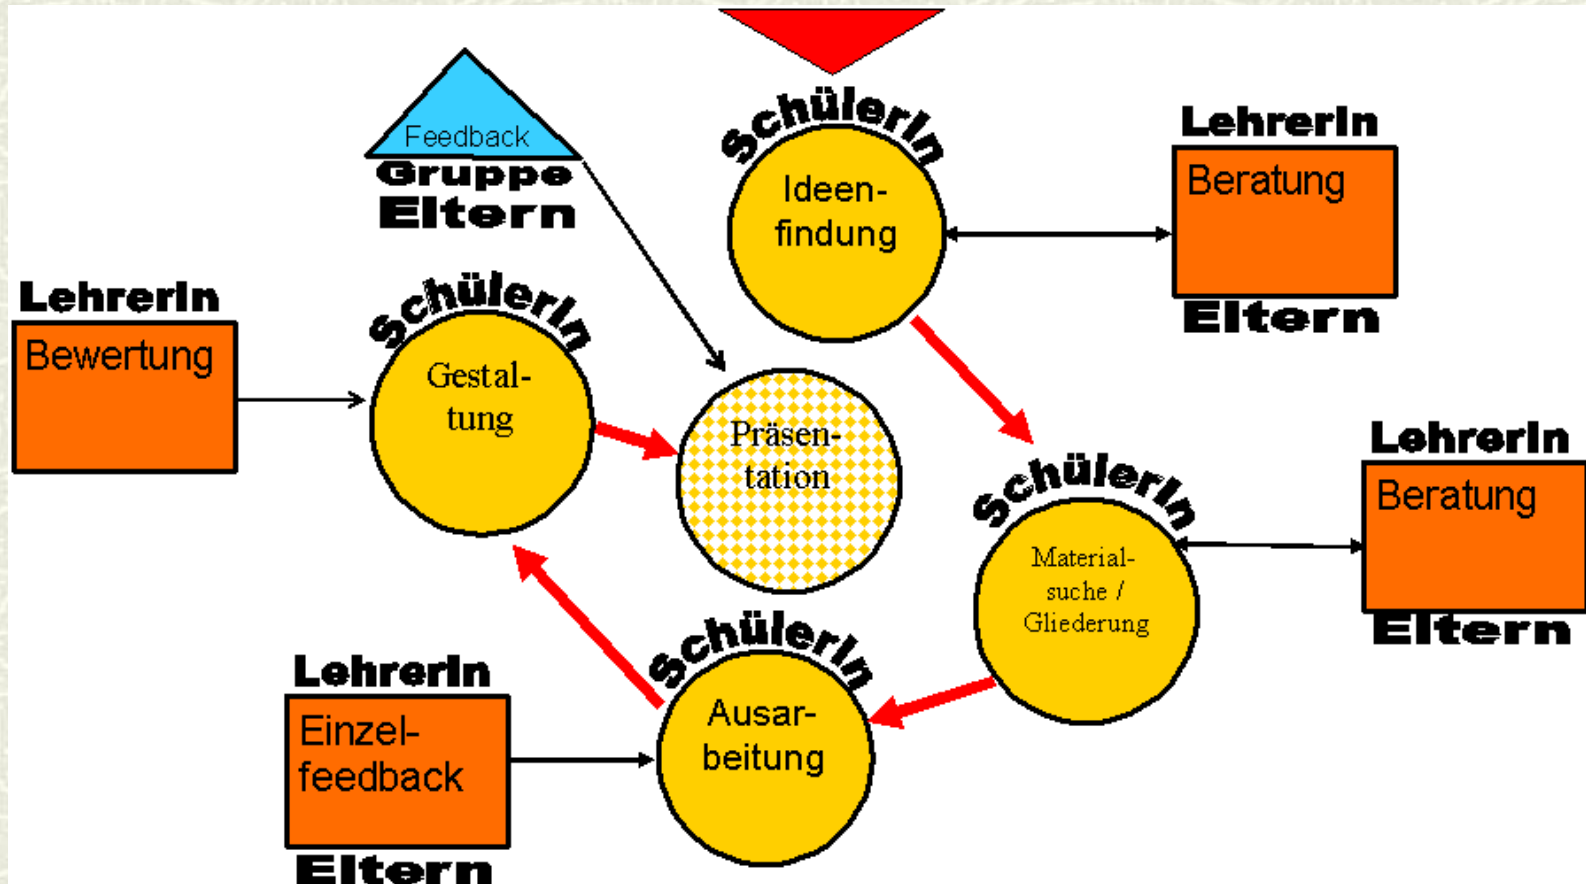 SchülerIn
Ideen-
findung
LehrerIn
Beratung
Eltern
Feedback
Gruppe
Eltern
LehrerIn
Bewertung
SchülerIn
Gestal-
tung
Präsen-
tation
SchülerIn
Material-
suche /
Gliederung
LehrerIn
Beratung
Eltern
SchülerIn
Ausar-
beitung
LehrerIn
Einzel-
feedback
Eltern